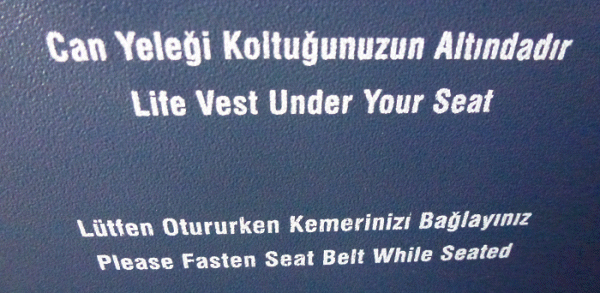 Can Yeleği Koltuğunuzun Altındadır
Life Vest Under Your Seat
Lütfen Otururken Kemerinizi Bağlayınız
Please Fasten Seat Belt While Seated